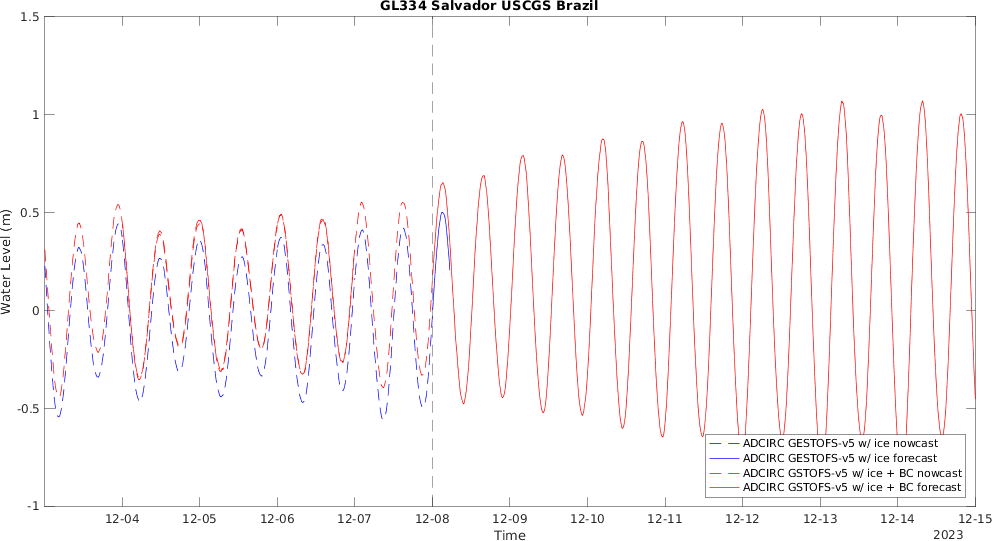 GL334 Salvador USCGS Brazil
1.5
1
0.5
0
-0.5
-1
Water Level (m)
12-04 12-05 12-06 12-07 12-08 12-09 12-10 12-11 12-12 12-13 12-14 12-15
Time
2023
ADCIRC GESTOFS-v5 w/ ice nowcast
ADCIRC GESTOFS-v5 w/ ice forecast
ADCIRC GSTOFS-v5 w/ ice + BC nowcast
ADCIRC GSTOFS-v5 w/ ice + BC forecast